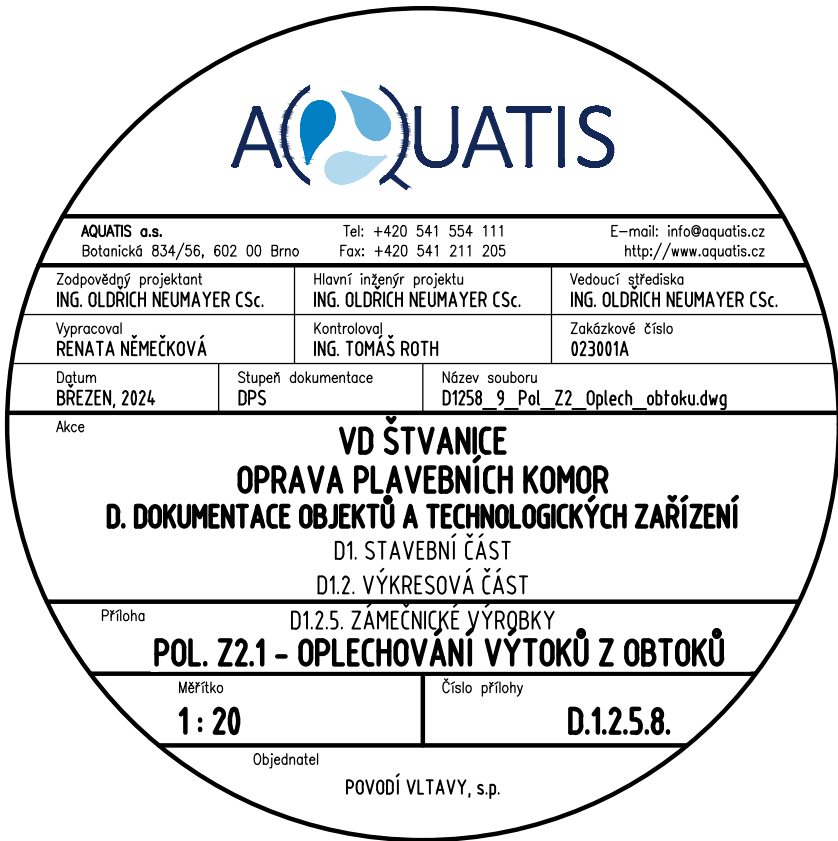 AQUATIS
AQUATIS a.s. Tel: +420 541 554 111 E-mail: info@aquatis.cz
Botanická 834/56, 602 00 Brno Fax: +420 541 211 205 http://www.aquatis.cz
Zodpovědný projektant Hlavní inženýr projektu Vedoucí střediska
ING. OLDŘICH NEUMAYER CSc. ING. OLDŘICH NEUMAYER CSc. ING. OLDŘICH NEUMAYER CSc.
Vypracoval Kontroloval Zakázkové číslo
RENATA NĚMEČKOVÁ ING. TOMÁŠ ROTH 023001A
Datum Stupeň dokumentace Název souboru
BŘEZEN, 2024 DPS D1258_9_Pol_Z2_Oplech_obtoku.dwg
Akce
VD ŠTVANICE
OPRAVA PLAVEBNÍCH KOMOR
D. DOKUMENTACE OBJEKTŮ A TECHNOLOGICKÝCH ZAŘÍZENÍ
D1. STAVEBNÍ ČÁST
D1.2. VÝKRESOVÁ ČÁST
Příloha D1.2.5. ZÁMEČNICKÉ VÝROBKY
POL. Z2.1 - OPLECHOVÁNÍ VÝTOKŮ Z OBTOKŮ
Měřítko Číslo přílohy
1 : 20 D.1.2.5.8.
Objednatel
POVODÍ VLTAVY, s.p.